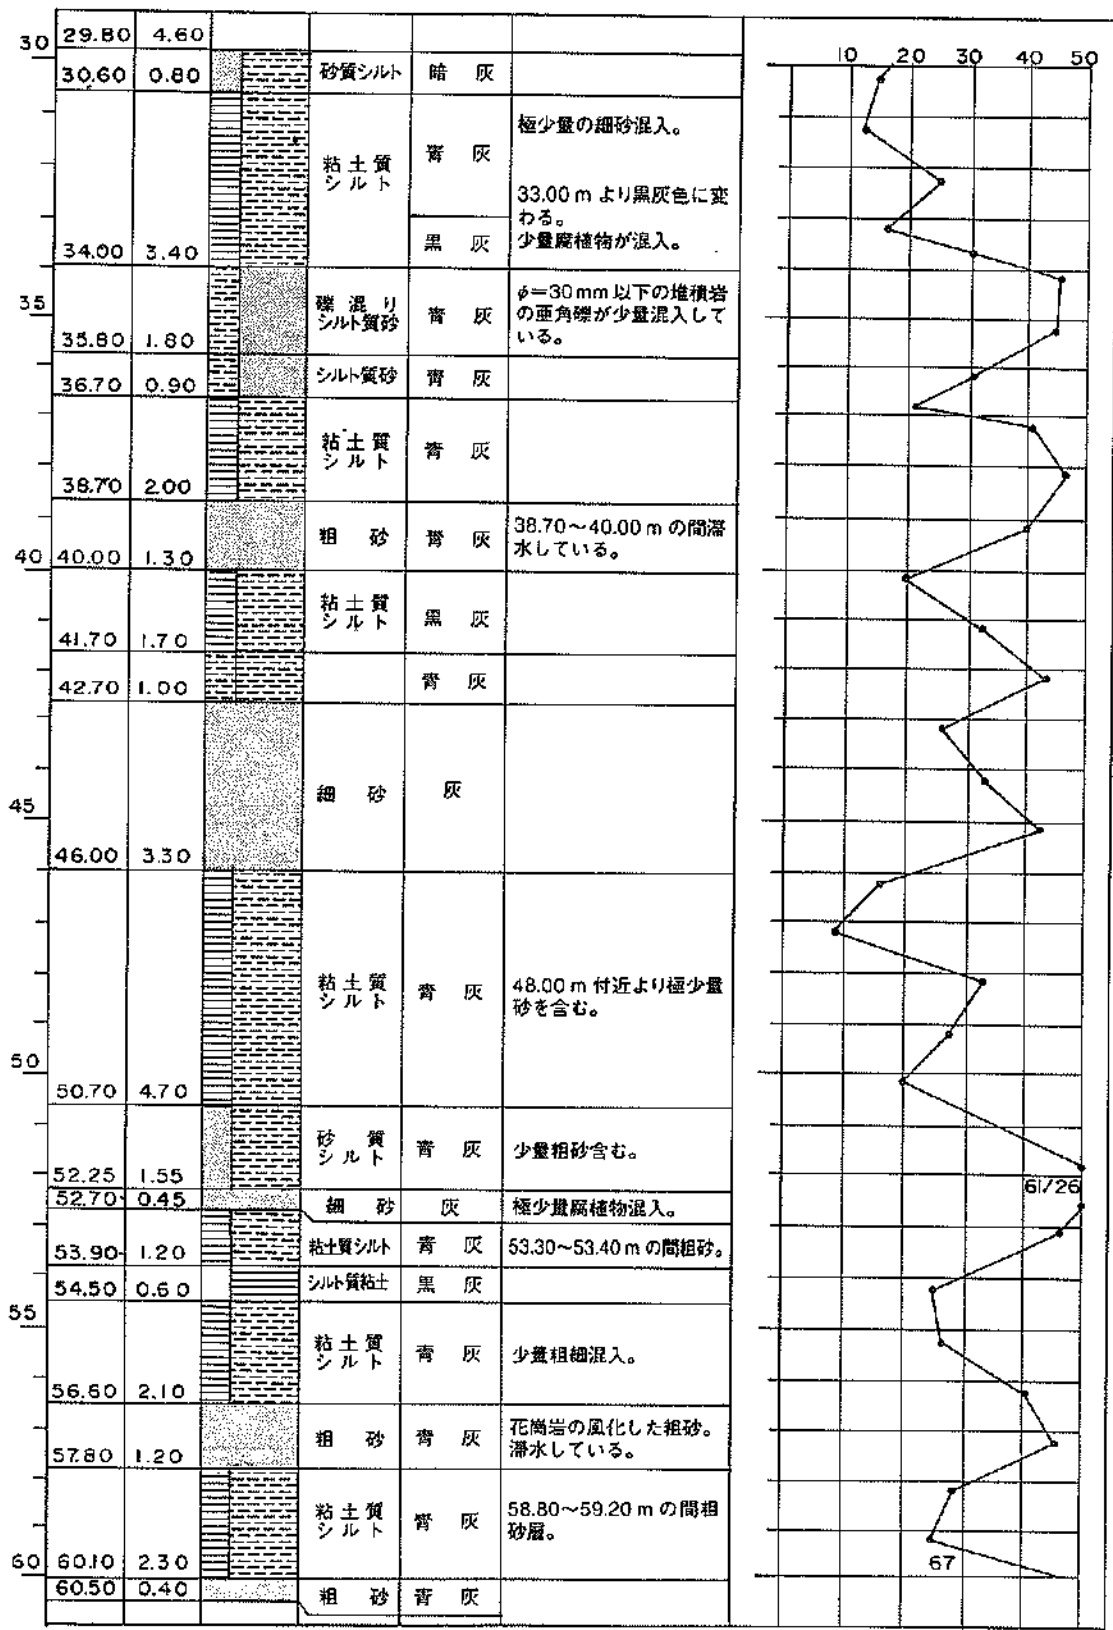 30 29.80 4.60
10 20 30 40 50
30.60 0.80 砂質シルト 暗灰
粘土質
シルト
青灰
極少量の細砂混入。
33.00 m より黒灰色に変
わる。
黒灰
少量腐植物が混入。
34.00 3.40
35
礫混り
シルト質砂
青灰
φ=30mm 以下の堆積岩
の亜角礫が少量混入して
いる。
35.80 1.80
36.70 0.90 シルト質砂 青灰
粘土質
シルト
青灰
38.70 2.00
粗砂 青灰
38.70～40.00 m の間滞
水している。
40 40.00 1.30
粘土質
シルト
黒灰
41.70 1.70
42.70 1.00 青灰
細砂 灰
45
46.00 3.30
粘土質
シルト
青灰
48.00 m 付近より極少量
砂を含む。
50
50.70 4.70
砂質
シルト
青灰
少量粗砂含む。
52.25 1.55
61/26
52.70 0.45 細砂 灰 極少量腐植物混入。
53.90 1.20 粘土質シルト 青灰 53.30～53.40 m の間粗砂。
54.50 0.60 シルト質粘土 黒灰
55
粘土質
シルト
青灰
少量粗細混入。
56.60 2.10
粗砂 青灰
花崗岩の風化した粗砂。
滞水している。
57.80 1.20
粘土質
シルト
青灰
58.80～59.20 m の間粗
砂層。
60 60.10 2.30
67
60.50 0.40 粗砂 青灰